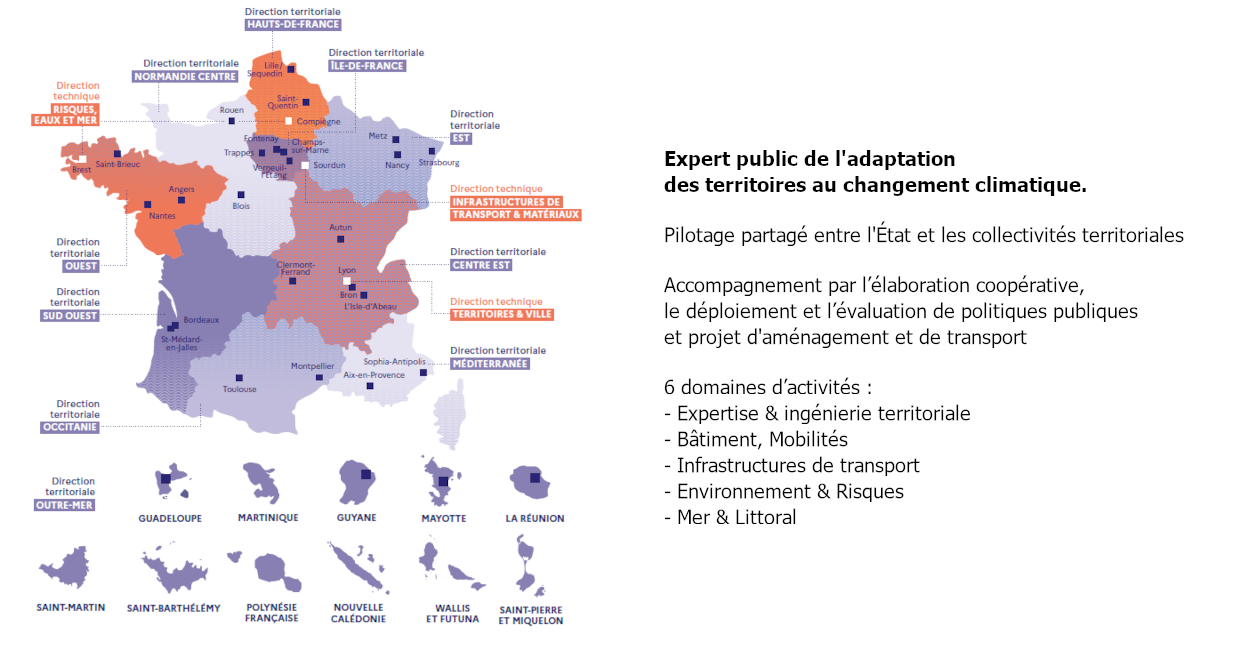 Direction territoriale
HAUTS-DE-FRANCE
Direction territoriale
ÎLE-DE-FRANCE
Direction territoriale
NORMANDIE CENTRE
Direction
technique
RISQUES,
EAUX ET MER
Lille/
Sequedin
Saint-
Quentin
Rouen
Compiègne
Direction
territoriale
EST
Metz
Nancy
Strasbourg
Fontenay
Trappes
Champs-
sur-Marne
Verneuil-
l'Étang
Sourdun
Brest
Saint-Brieuc
Angers
Nantes
Blois
Direction technique
INFRASTRUCTURES DE
TRANSPORT & MATÉRIAUX
Autun
Direction
territoriale
OUEST
Direction territoriale
CENTRE EST
Clermont-
Ferrand
Lyon
Bron
L'Isle-d'Abeau
Direction
territoriale
SUD OUEST
Direction technique
TERRITOIRES & VILLE
Bordeaux
St-Médard-
en-Jalles
Direction territoriale
MÉDITERRANÉE
Montpellier
Sophia-Antipolis
Aix-en-Provence
Toulouse
Direction
territoriale
OCCITANIE
Direction
territoriale
OUTRE-MER
GUADELOUPE
MARTINIQUE
GUYANE
MAYOTTE
LA RÉUNION
SAINT-MARTIN
SAINT-BARTHÉLÉMY
POLYNÉSIE
FRANÇAISE
NOUVELLE
CALÉDONIE
WALLIS
ET FUTUNA
SAINT-PIERRE
ET MIQUELON
Expert public de l'adaptation
des territoires au changement climatique.
Pilotage partagé entre l'État et les collectivités territoriales
Accompagnement par l’élaboration coopérative,
le déploiement et l’évaluation de politiques publiques
et projet d'aménagement et de transport
6 domaines d’activités :
- Expertise & ingénierie territoriale
- Bâtiment, Mobilités
- Infrastructures de transport
- Environnement & Risques
- Mer & Littoral